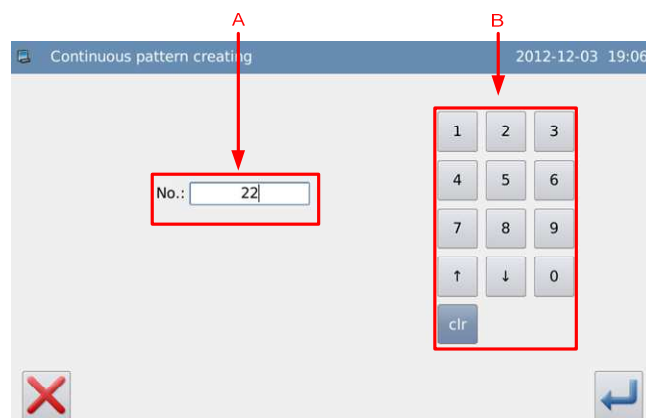 A B
Continuous pattern creating 2012-12-03 19:06
1 2 3
No.: 22
4 5 6
7 8 9
↑ ↓ 0
clr